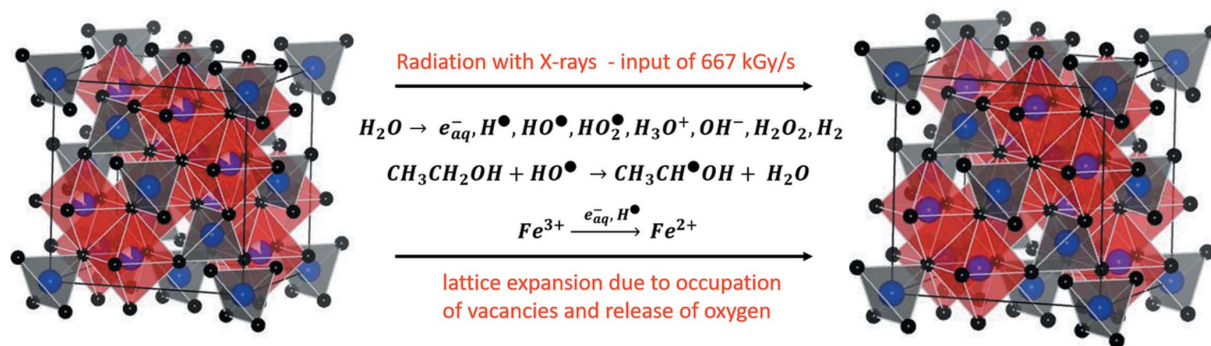 Radiation with X-rays - input of 667 kGy/s
H₂O → e⁻aq, H●, HO●, HO₂●, H₃O⁺, OH⁻, H₂O₂, H₂
CH₃CH₂OH + HO● → CH₃CH●OH + H₂O
e⁻aq, H●
Fe³⁺ → Fe²⁺
lattice expansion due to occupation
of vacancies and release of oxygen